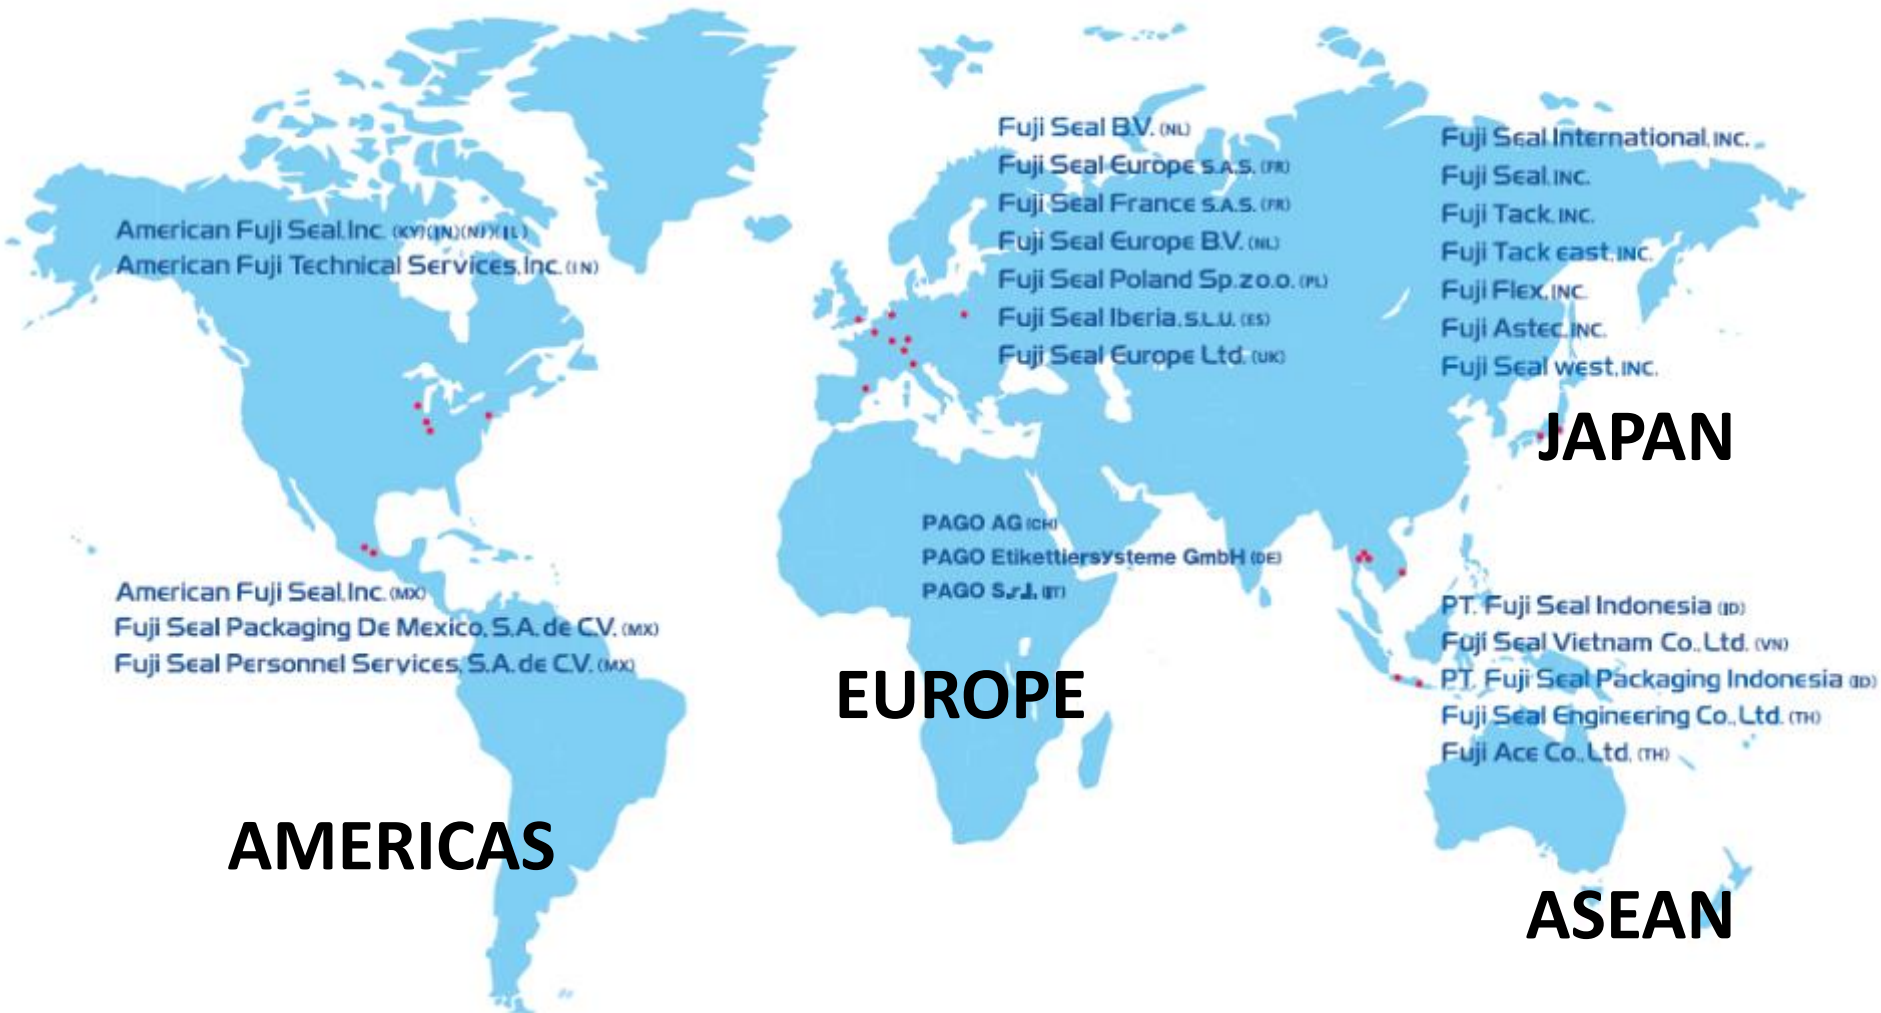 American Fuji Seal,Inc. (KY)(IN)(NJ)(IL)
American Fuji Technical Services,Inc.(IN)
American Fuji Seal,Inc. (MX)
Fuji Seal Packaging De Mexico, S.A. de C.V. (MX)
Fuji Seal Personnel Services, S.A. de C.V. (MX)
AMERICAS
Fuji Seal B.V. (NL)
Fuji Seal Europe S.A.S. (FR)
Fuji Seal France S.A.S. (FR)
Fuji Seal Europe B.V. (NL)
Fuji Seal Poland Sp.zo.o. (PL)
Fuji Seal Iberia, S.L.U. (ES)
Fuji Seal Europe Ltd. (UK)
PAGO AG (CH)
PAGO Etikettiersysteme GmbH (DE)
PAGO S.r.l. (IT)
EUROPE
Fuji Seal International, INC.
Fuji Seal, INC.
Fuji Tack, INC.
Fuji Tack east, INC.
Fuji Flex, INC.
Fuji Astec, INC.
Fuji Seal west, INC.
JAPAN
PT. Fuji Seal Indonesia (ID)
Fuji Seal Vietnam Co., Ltd. (VN)
PT. Fuji Seal Packaging Indonesia (ID)
Fuji Seal Engineering Co., Ltd. (TH)
Fuji Ace Co., Ltd. (TH)
ASEAN